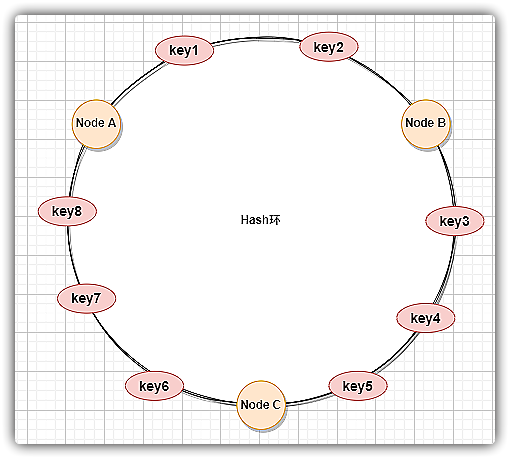 key1
key2
Node A
Node B
key8
Hash环
key3
key7
key4
key6
key5
Node C